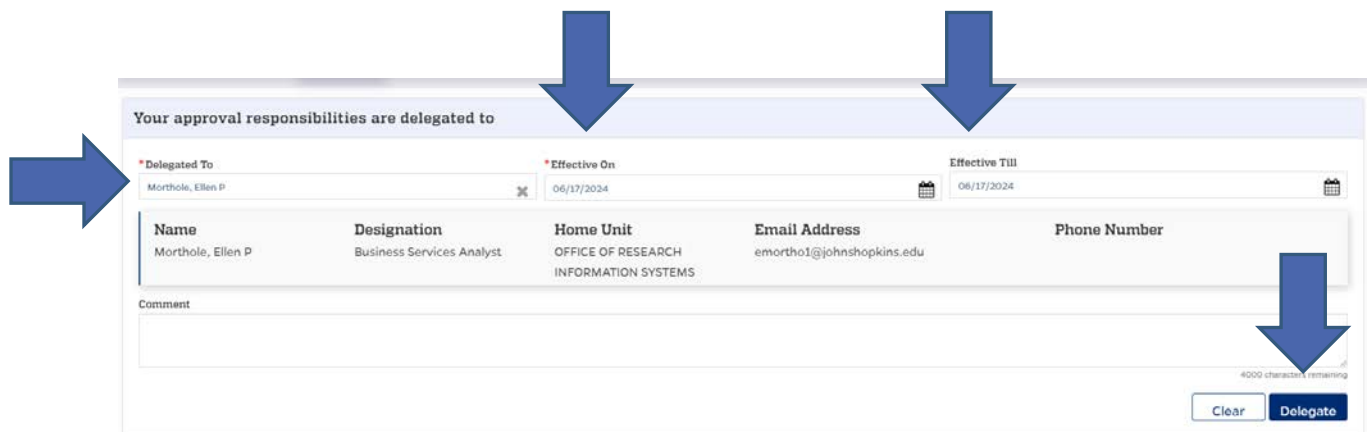 Your approval responsibilities are delegated to
*Delegated To
*Effective On
Effective Till
Morthole, Ellen P
06/17/2024
06/17/2024
Name
Designation
Home Unit
Email Address
Phone Number
Morthole, Ellen P
Business Services Analyst
OFFICE OF RESEARCH
INFORMATION SYSTEMS
emortho1@johnshopkins.edu
Comment
4000 characters remaining
Clear
Delegate